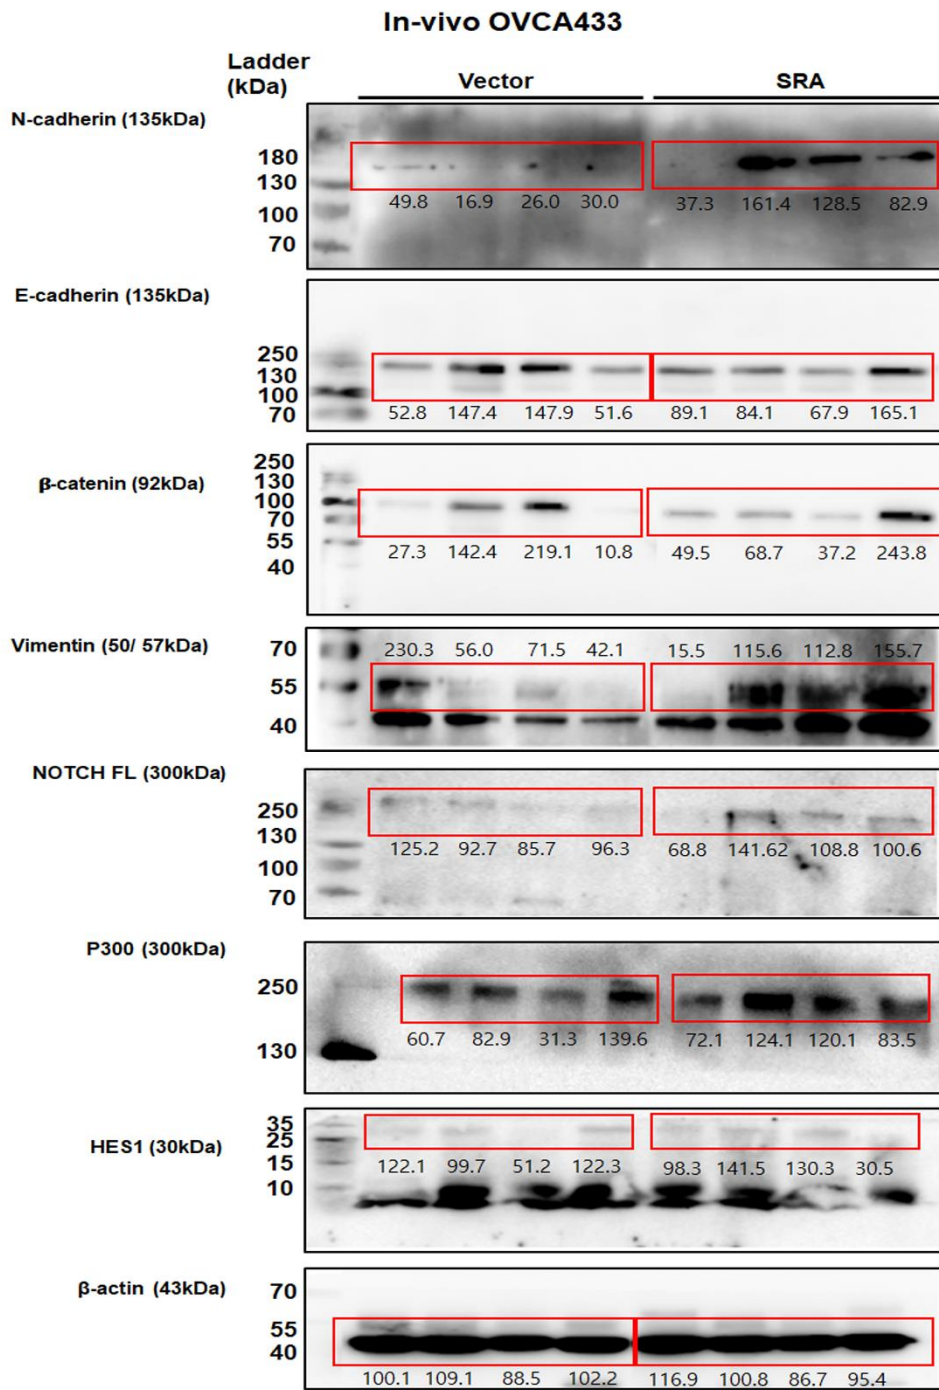 In-vivo OVCA433
Ladder
(kDa)
Vector SRA
N-cadherin (135kDa)
180
130
100
70
49.8 16.9 26.0 30.0 37.3 161.4 128.5 82.9
E-cadherin (135kDa)
250
130
100
70
52.8 147.4 147.9 51.6 89.1 84.1 67.9 165.1
β-catenin (92kDa)
250
130
100
70
55
40
27.3 142.4 219.1 10.8 49.5 68.7 37.2 243.8
Vimentin (50/ 57kDa)
70
55
40
230.3 56.0 71.5 42.1 15.5 115.6 112.8 155.7
NOTCH FL (300kDa)
250
130
100
70
125.2 92.7 85.7 96.3 68.8 141.62 108.8 100.6
P300 (300kDa)
250
130
60.7 82.9 31.3 139.6 72.1 124.1 120.1 83.5
HES1 (30kDa)
35
25
15
10
122.1 99.7 51.2 122.3 98.3 141.5 130.3 30.5
β-actin (43kDa)
70
55
40
100.1 109.1 88.5 102.2 116.9 100.8 86.7 95.4